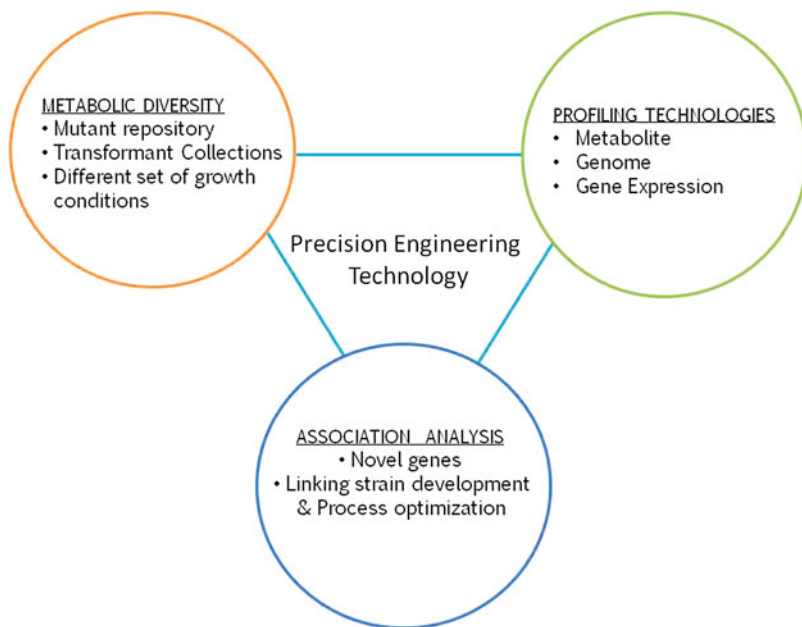 METABOLIC DIVERSITY
• Mutant repository
• Transformant Collections
• Different set of growth
conditions
PROFILING TECHNOLOGIES
• Metabolite
• Genome
• Gene Expression
Precision Engineering
Technology
ASSOCIATION ANALYSIS
• Novel genes
• Linking strain development
& Process optimization